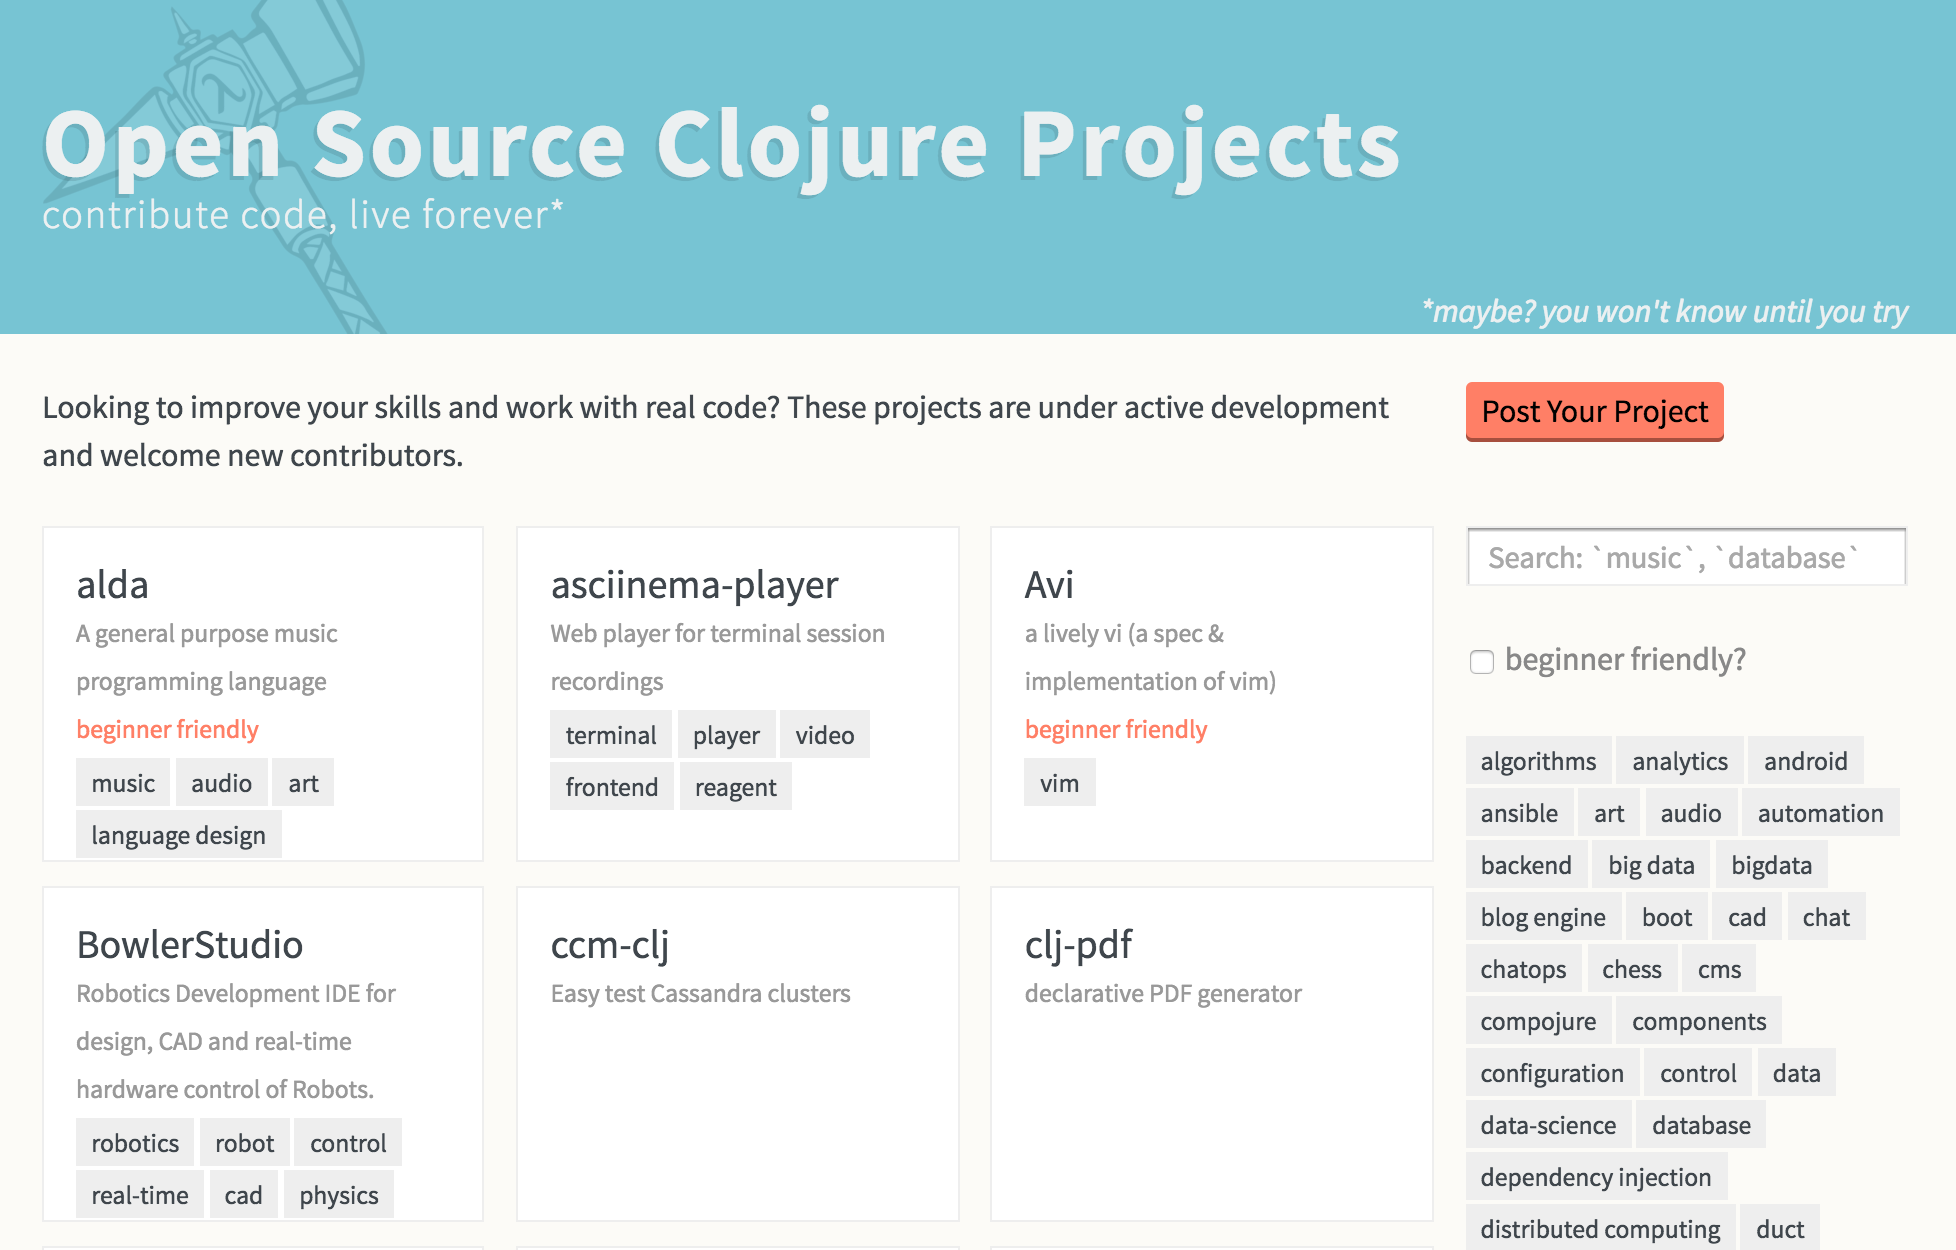 Open Source Clojure Projects
contribute code, live forever*
*maybe? you won't know until you try
Looking to improve your skills and work with real code? These projects are under active development
and welcome new contributors.
Post Your Project
alda
A general purpose music
programming language
beginner friendly
music audio art
language design
asciinema-player
Web player for terminal session
recordings
terminal player video
frontend reagent
Avi
a lively vi (a spec &
implementation of vim)
beginner friendly
vim
BowlerStudio
Robotics Development IDE for
design, CAD and real-time
hardware control of Robots.
robotics robot control
real-time cad physics
ccm-clj
Easy test Cassandra clusters
clj-pdf
declarative PDF generator
Search: `music`, `database`
beginner friendly?
algorithms analytics android
ansible art audio automation
backend big data bigdata
blog engine boot cad chat
chatops chess cms
compojure components
configuration control data
data-science database
dependency injection
distributed computing duct